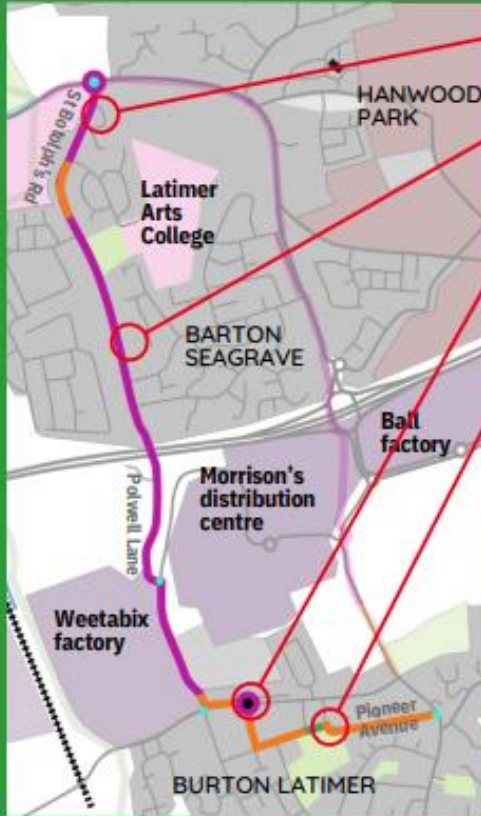 HANWOOD
PARK
St Botolph's Rd
Latimer
Arts
College
BARTON
SEAGRAVE
Ball
factory
Morrison's
distribution
centre
Polwell Lane
Weetabix
factory
Pioneer
Avenue
BURTON LATIMER